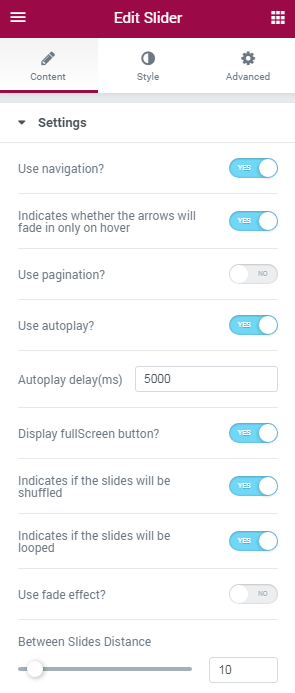 Edit Slider
Content Style Advanced
Settings
Use navigation? YES
Indicates whether the arrows will
fade in only on hover YES
Use pagination? NO
Use autoplay? YES
Autoplay delay(ms) 5000
Display fullScreen button? YES
Indicates if the slides will be
shuffled YES
Indicates if the slides will be
looped YES
Use fade effect? NO
Between Slides Distance
10